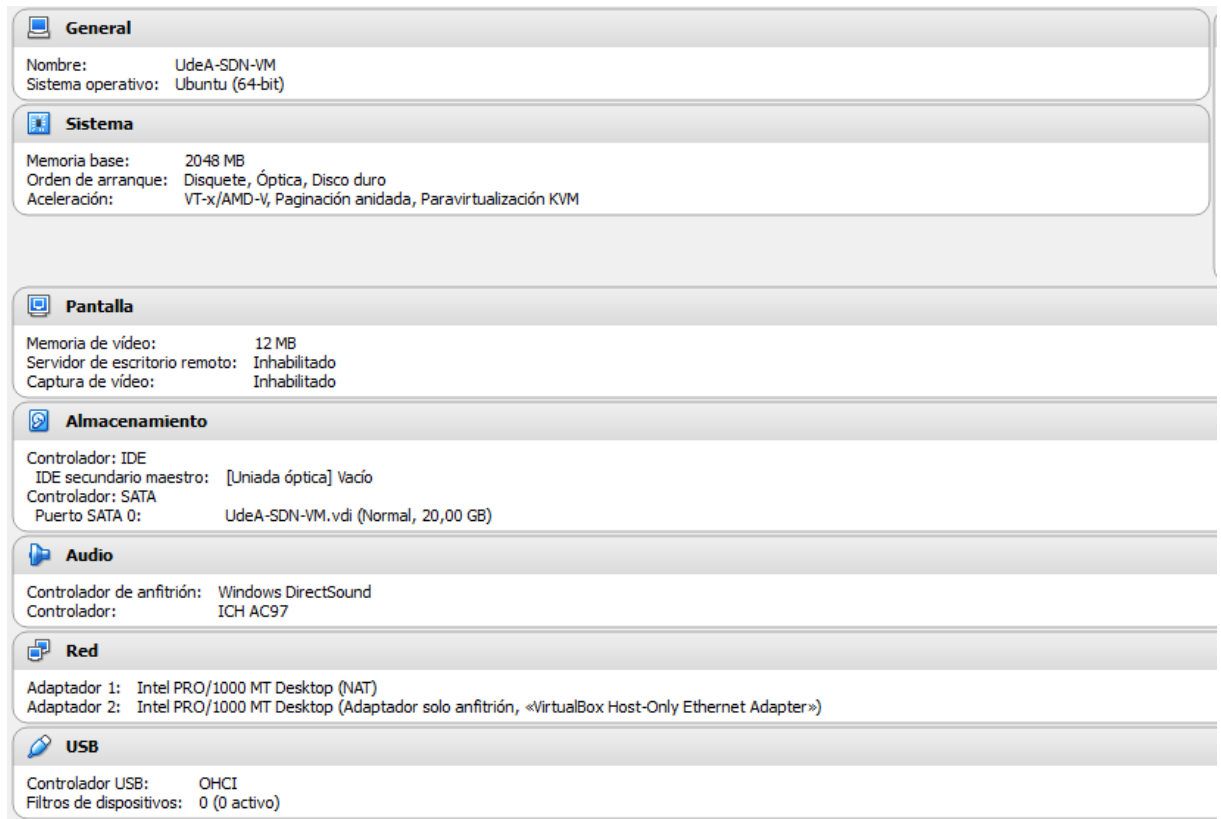 General
Nombre: UdeA-SDN-VM
Sistema operativo: Ubuntu (64-bit)
Sistema
Memoria base: 2048 MB
Orden de arranque: Disquete, Óptica, Disco duro
Aceleración: VT-x/AMD-V, Paginación anidada, Paravirtualización KVM
Pantalla
Memoria de vídeo: 12 MB
Servidor de escritorio remoto: Inhabilitado
Captura de vídeo: Inhabilitado
Almacenamiento
Controlador: IDE
IDE secundario maestro: [Uniada óptica] Vacío
Controlador: SATA
Puerto SATA 0: UdeA-SDN-VM.vdi (Normal, 20,00 GB)
Audio
Controlador de anfitrión: Windows DirectSound
Controlador: ICH AC97
Red
Adaptador 1: Intel PRO/1000 MT Desktop (NAT)
Adaptador 2: Intel PRO/1000 MT Desktop (Adaptador solo anfitrión, «VirtualBox Host-Only Ethernet Adapter»)
USB
Controlador USB: OHCI
Filtros de dispositivos: 0 (0 activo)